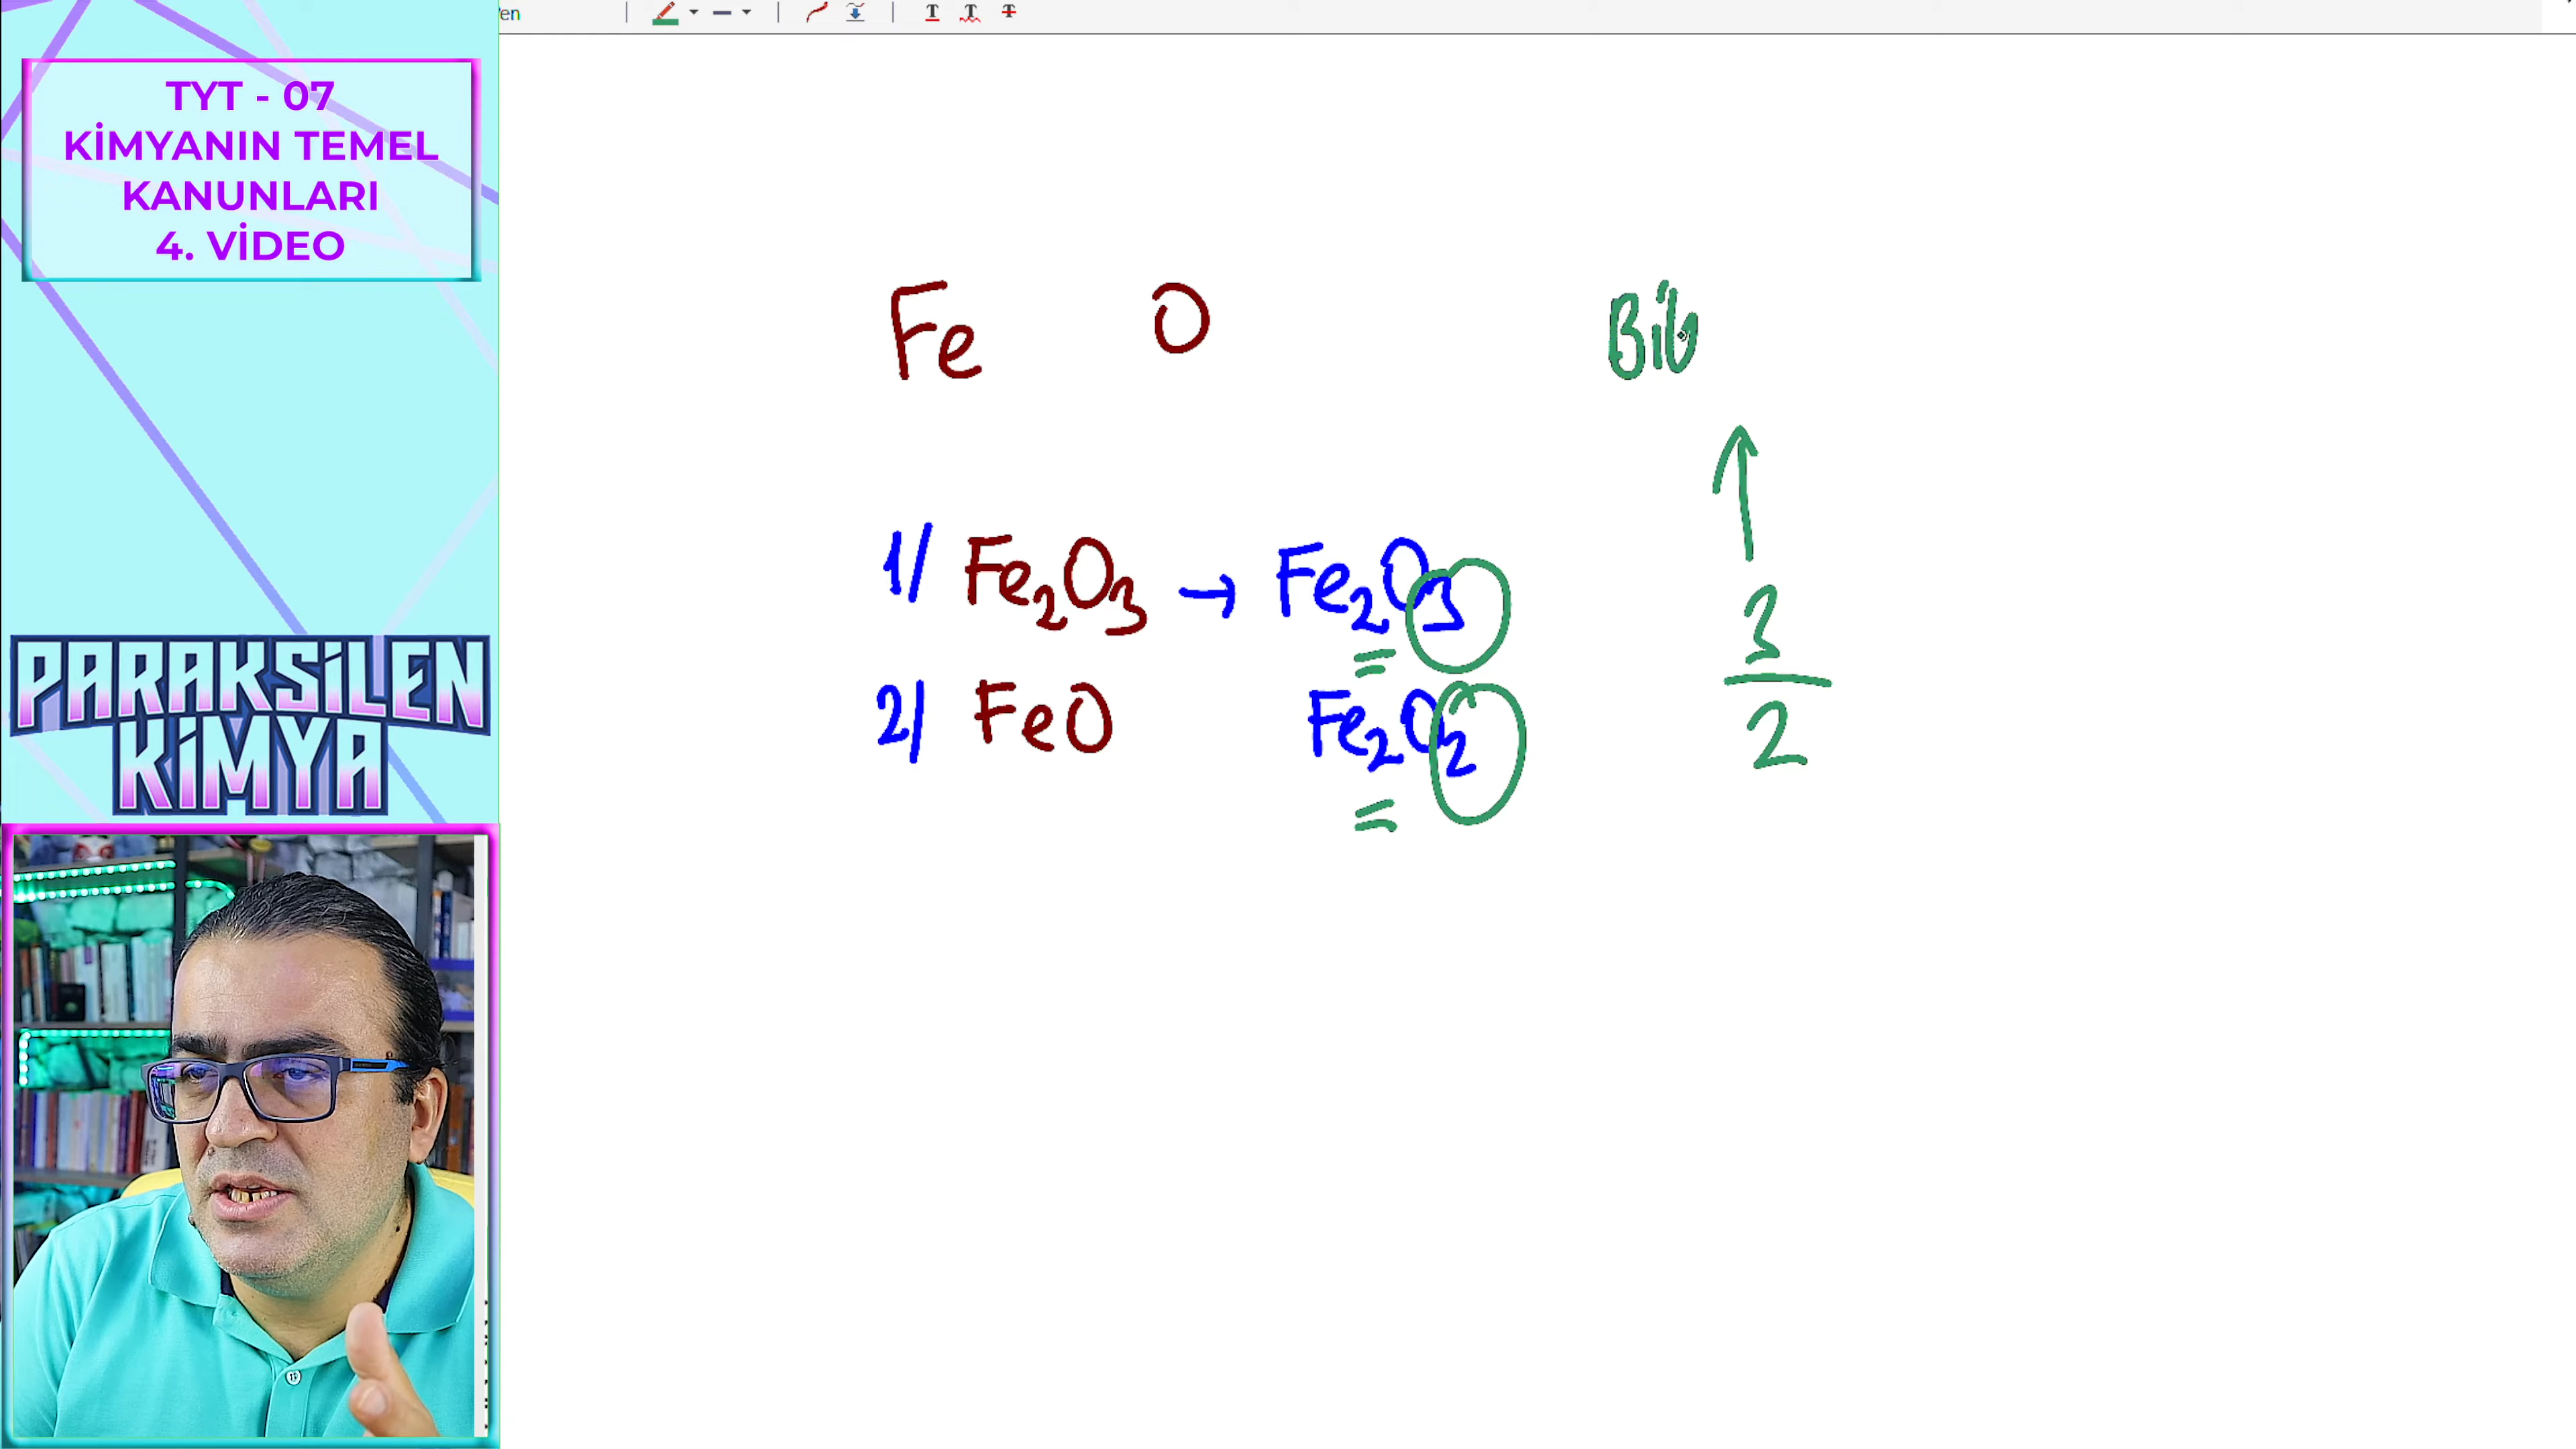 en
TYT - 07
KİMYANIN TEMEL
KANUNLARI
4. VİDEO
PARAKSİLEN
KİMYA
Fe O
1/ Fe₂O₃ → Fe₂O₃
2/ FeO Fe₂O₂
3
2